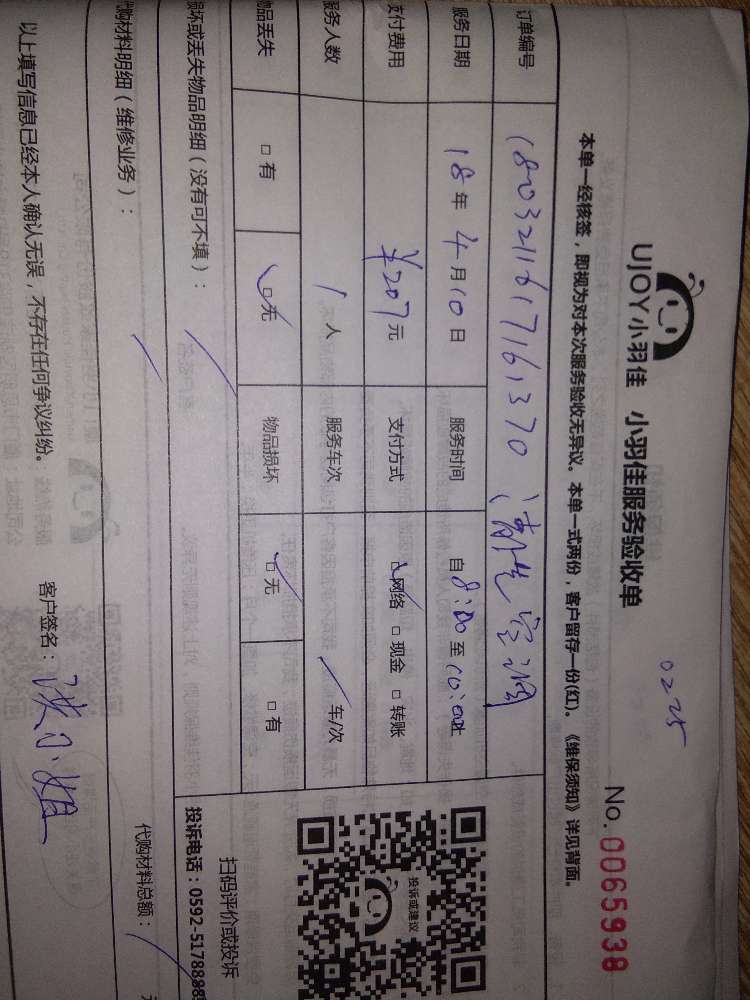 UJOY小羽佳 小羽佳服务验收单
0225
No. 0065938
本单一经核签，即视为对本次服务验收无异议。本单一式两份，客户留存一份(红)。《维保须知》详见背面。
订单编号 1803211617161370 清洗空调
服务日期 18年4月10日 服务时间 自8:00至10:00止
支付费用 ¥207元 支付方式 □网络 □现金 □转账
服务人数 1人 服务车次 车/次
物品丢失 □有 □无 物品损坏 □无 □有
损坏或丢失物品明细（没有可不填）：
代购材料明细（维修业务）：
代购材料总额：
投诉或建议
扫码评价或投诉
投诉电话：0592-5178888
以上填写信息已经本人确认无误，不存在任何争议纠纷。
客户签名： 小姐